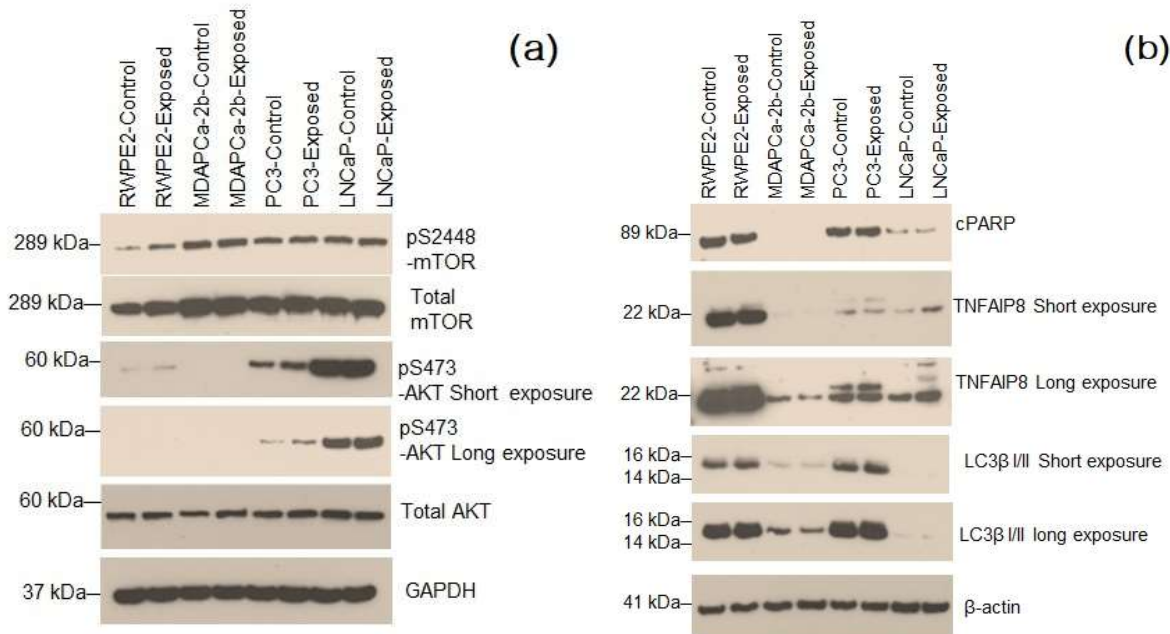 (a)
RWPE2-Control
RWPE2-Exposed
MDAPCa-2b-Control
MDAPCa-2b-Exposed
PC3-Control
PC3-Exposed
LNCaP-Control
LNCaP-Exposed
289 kDa
pS2448
-mTOR
289 kDa
Total
mTOR
60 kDa
pS473
-AKT Short exposure
60 kDa
pS473
-AKT Long exposure
60 kDa
Total AKT
37 kDa
GAPDH
(b)
RWPE2-Control
RWPE2-Exposed
MDAPCa-2b-Control
MDAPCa-2b-Exposed
PC3-Control
PC3-Exposed
LNCaP-Control
LNCaP-Exposed
89 kDa
cPARP
22 kDa
TNFAIP8 Short exposure
22 kDa
TNFAIP8 Long exposure
16 kDa
14 kDa
LC3β I/II Short exposure
16 kDa
14 kDa
LC3β I/II long exposure
41 kDa
β-actin